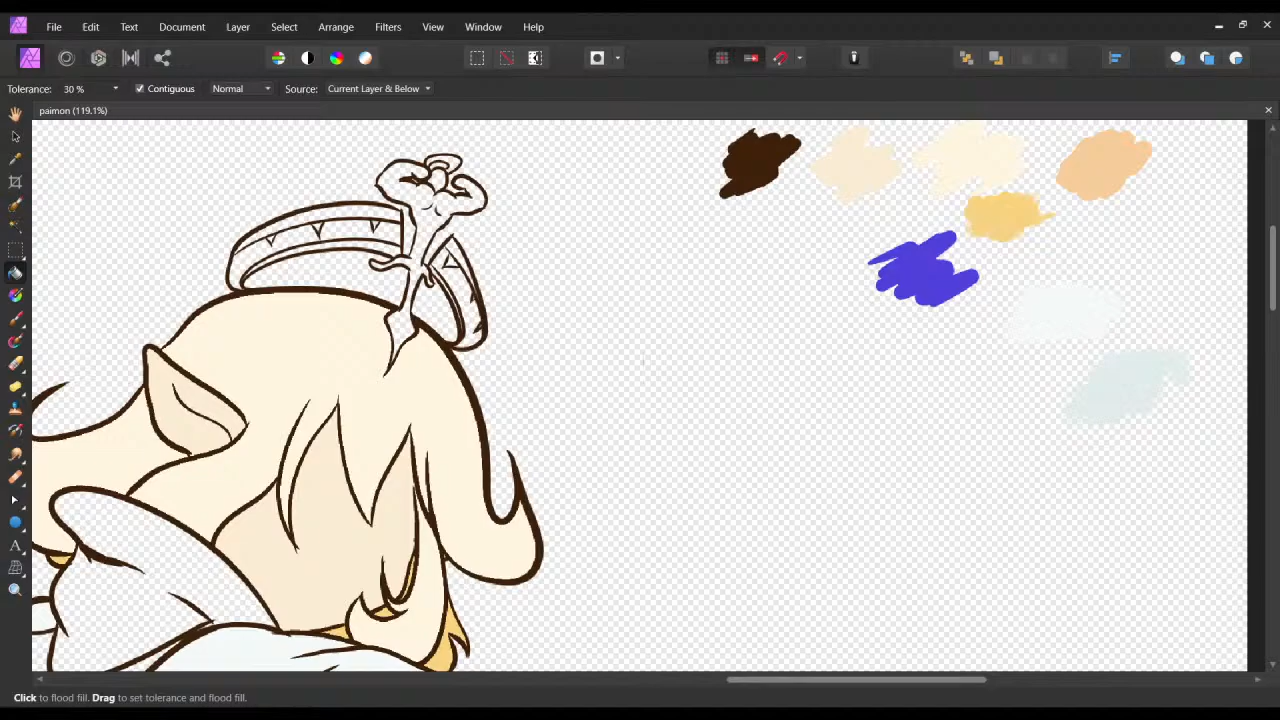 File Edit Text Document Layer Select Arrange Filters View Window Help
Tolerance: 30 % Contiguous Normal Source: Current Layer & Below
paimon (119.1%)
Click to flood fill. Drag to set tolerance and flood fill.